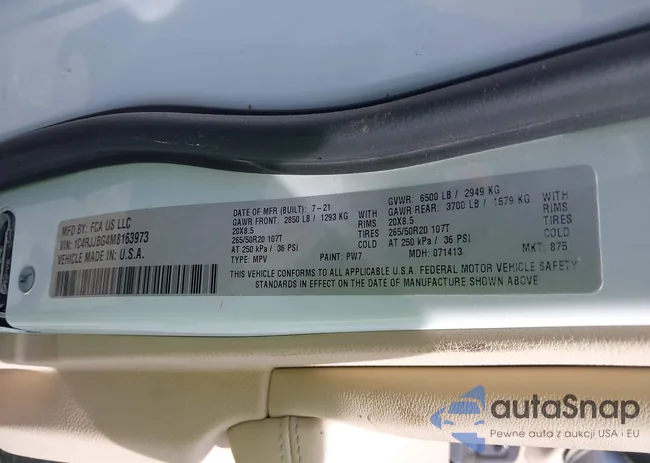 MFD BY: FCA US LLC
VIN: 1C4RJJBG4M8163973
VEHICLE MADE IN: U.S.A.
DATE OF MFR (BUILT): 7-21
GAWR FRONT: 2850 LB / 1293 KG WITH
20X8.5 RIMS
265/50R20 107T TIRES
AT 250 kPa / 36 PSI COLD
TYPE: MPV PAINT: PW7
GVWR: 6500 LB / 2949 KG
GAWR REAR: 3700 LB / 1679 KG WITH
20X8.5 RIMS
265/50R20 107T TIRES
AT 250 kPa / 36 PSI COLD
MDH: 071413 MKT: 875
THIS VEHICLE CONFORMS TO ALL APPLICABLE U.S.A. FEDERAL MOTOR VEHICLE SAFETY
STANDARDS IN EFFECT ON THE DATE OF MANUFACTURE SHOWN ABOVE
autaSnap
Pewne auta z aukcji USA i EU